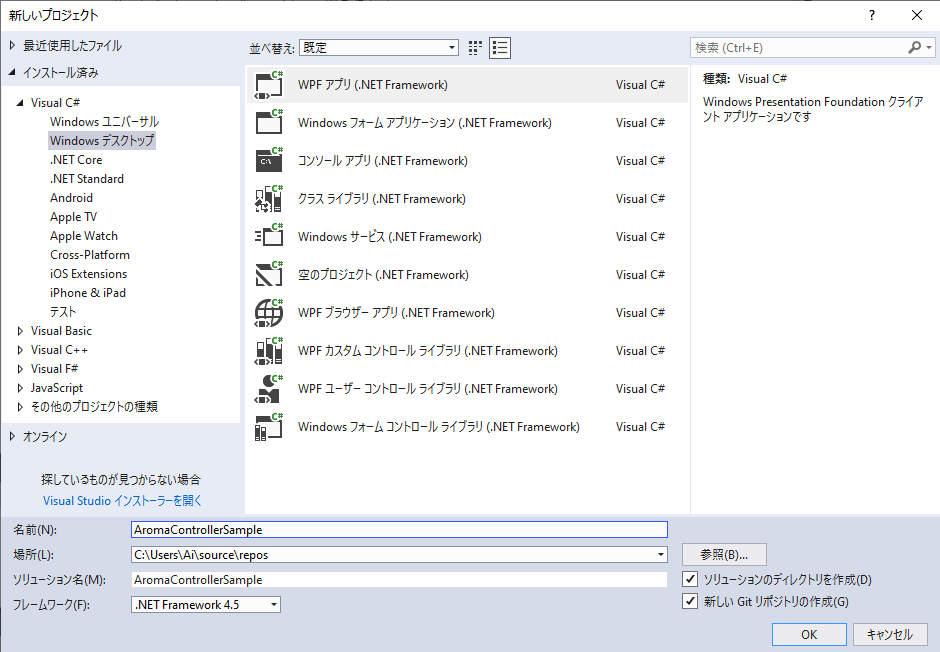 新しいプロジェクト
?
最近使用したファイル
インストール済み
Visual C#
Windows ユニバーサル
Windows デスクトップ
.NET Core
.NET Standard
Android
Apple TV
Apple Watch
Cross-Platform
iOS Extensions
iPhone & iPad
テスト
Visual Basic
Visual C++
Visual F#
JavaScript
その他のプロジェクトの種類
オンライン
探しているものが見つからない場合
Visual Studio インストーラーを開く
並べ替え: 既定
C# WPF アプリ (.NET Framework) Visual C#
C# Windows フォーム アプリケーション (.NET Framework) Visual C#
C# C:\ コンソール アプリ (.NET Framework) Visual C#
C# クラス ライブラリ (.NET Framework) Visual C#
C# Windows サービス (.NET Framework) Visual C#
C# 空のプロジェクト (.NET Framework) Visual C#
C# WPF ブラウザー アプリ (.NET Framework) Visual C#
C# WPF カスタム コントロール ライブラリ (.NET Framework) Visual C#
C# WPF ユーザー コントロール ライブラリ (.NET Framework) Visual C#
C# Windows フォーム コントロール ライブラリ (.NET Framework) Visual C#
検索 (Ctrl+E)
種類: Visual C#
Windows Presentation Foundation クライア
ント アプリケーションです
名前(N): AromaControllerSample
場所(L): C:\Users\Ai\source\repos 参照(B)...
ソリューション名(M): AromaControllerSample ソリューションのディレクトリを作成(D)
フレームワーク(F): .NET Framework 4.5 新しい Git リポジトリの作成(G)
OK キャンセル